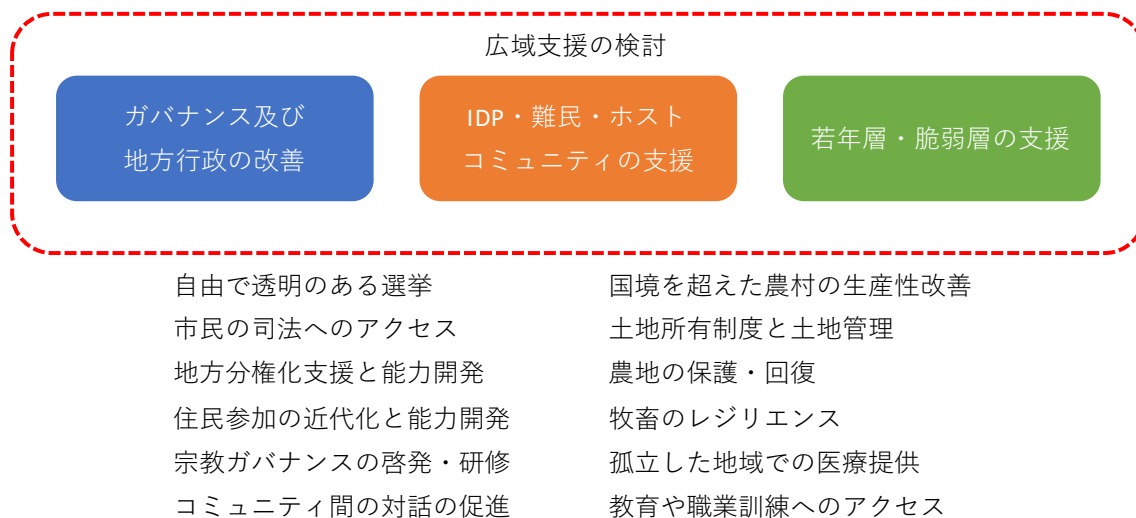 広域支援の検討
ガバナンス及び
地方行政の改善
IDP・難民・ホスト
コミュニティの支援
若年層・脆弱層の支援
自由で透明のある選挙
市民の司法へのアクセス
地方分権化支援と能力開発
住民参加の近代化と能力開発
宗教ガバナンスの啓発・研修
コミュニティ間の対話の促進
国境を超えた農村の生産性改善
土地所有制度と土地管理
農地の保護・回復
牧畜のレジリエンス
孤立した地域での医療提供
教育や職業訓練へのアクセス